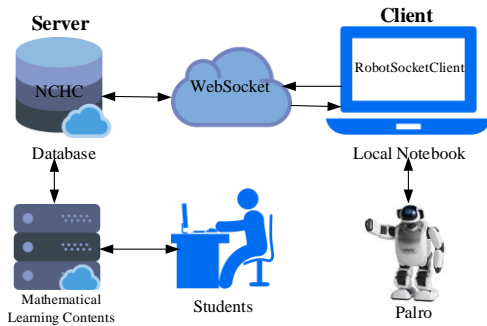 Server
Client
NCHC
WebSocket
RobotSocketClient
Database
Local Notebook
Mathematical
Learning Contents
Students
Palro